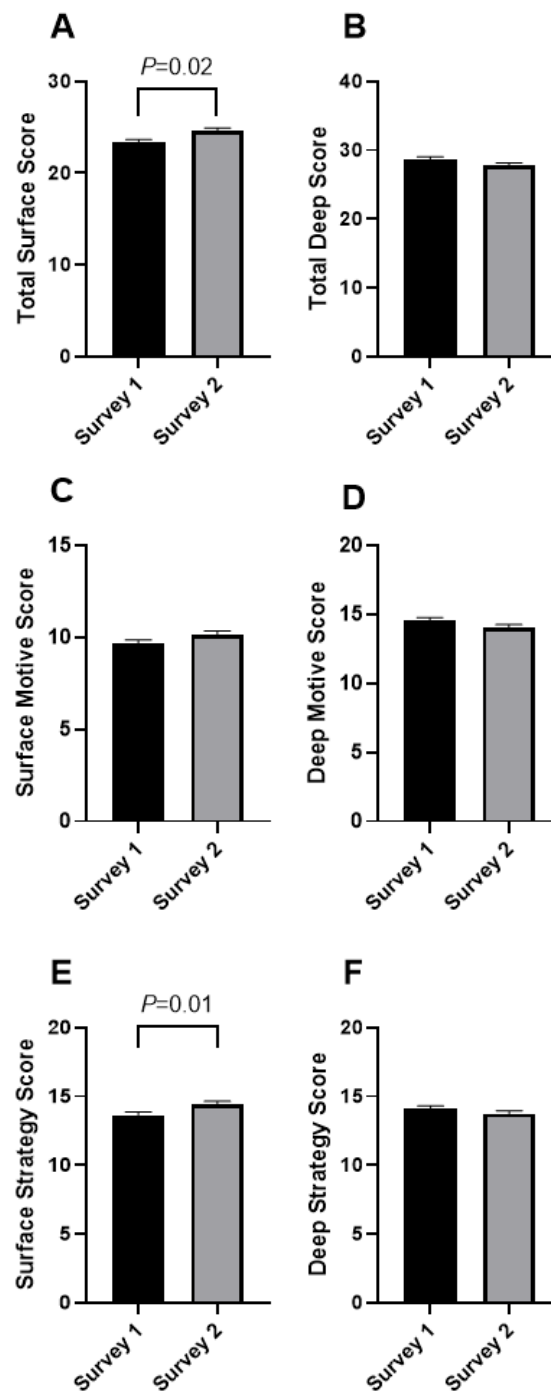 A
P=0.02
Total Surface Score
30
20
10
0
Survey 1
Survey 2
B
Total Deep Score
40
30
20
10
0
Survey 1
Survey 2
C
Surface Motive Score
15
10
5
0
Survey 1
Survey 2
D
Deep Motive Score
20
15
10
5
0
Survey 1
Survey 2
E
P=0.01
Surface Strategy Score
20
15
10
5
0
Survey 1
Survey 2
F
Deep Strategy Score
20
15
10
5
0
Survey 1
Survey 2